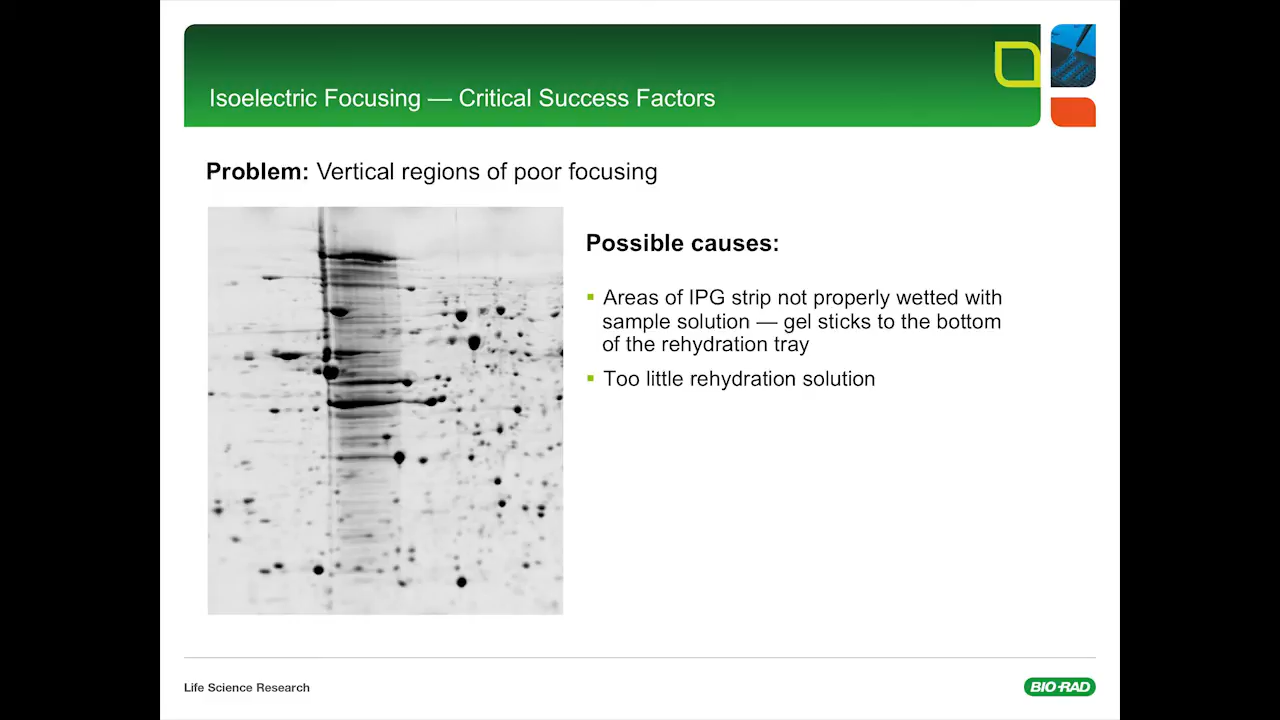 Isoelectric Focusing — Critical Success Factors
Problem: Vertical regions of poor focusing
Possible causes:
▪ Areas of IPG strip not properly wetted with
sample solution — gel sticks to the bottom
of the rehydration tray
▪ Too little rehydration solution
Life Science Research
BIO-RAD